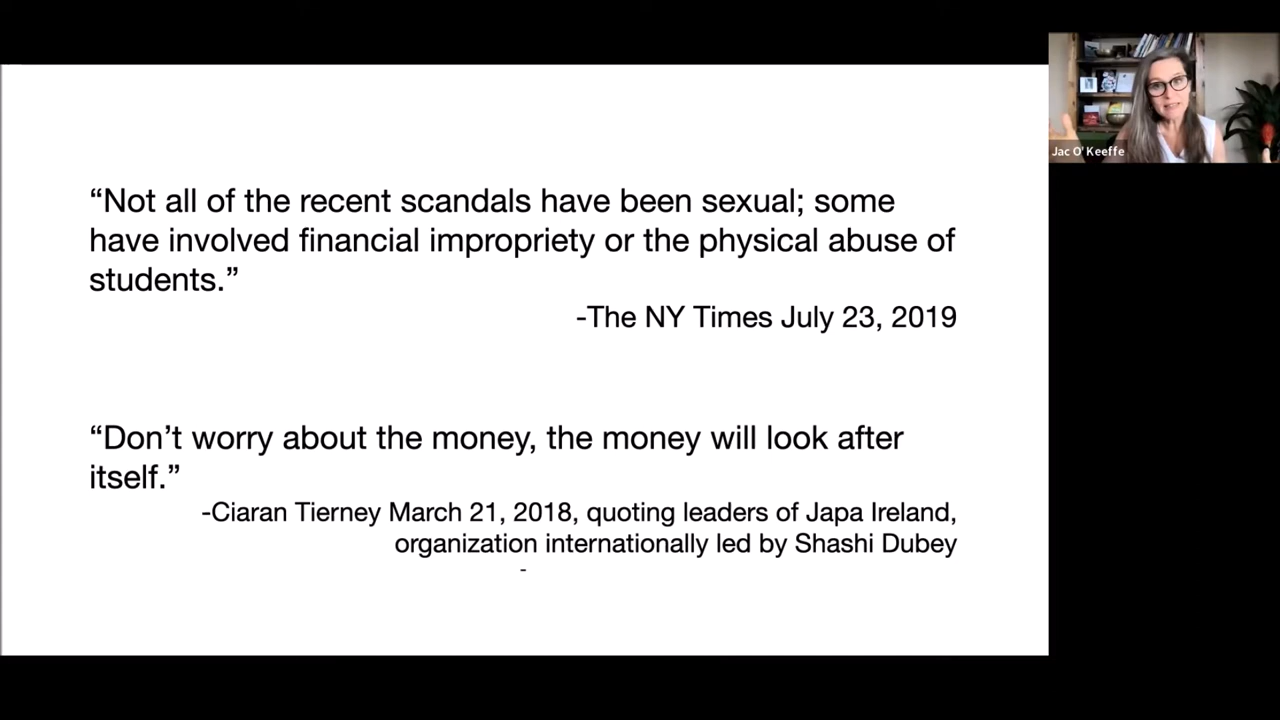 “Not all of the recent scandals have been sexual; some
have involved financial impropriety or the physical abuse of
students.”
-The NY Times July 23, 2019
“Don’t worry about the money, the money will look after
itself.”
-Ciaran Tierney March 21, 2018, quoting leaders of Japa Ireland,
organization internationally led by Shashi Dubey
-
Jac O' Keeffe